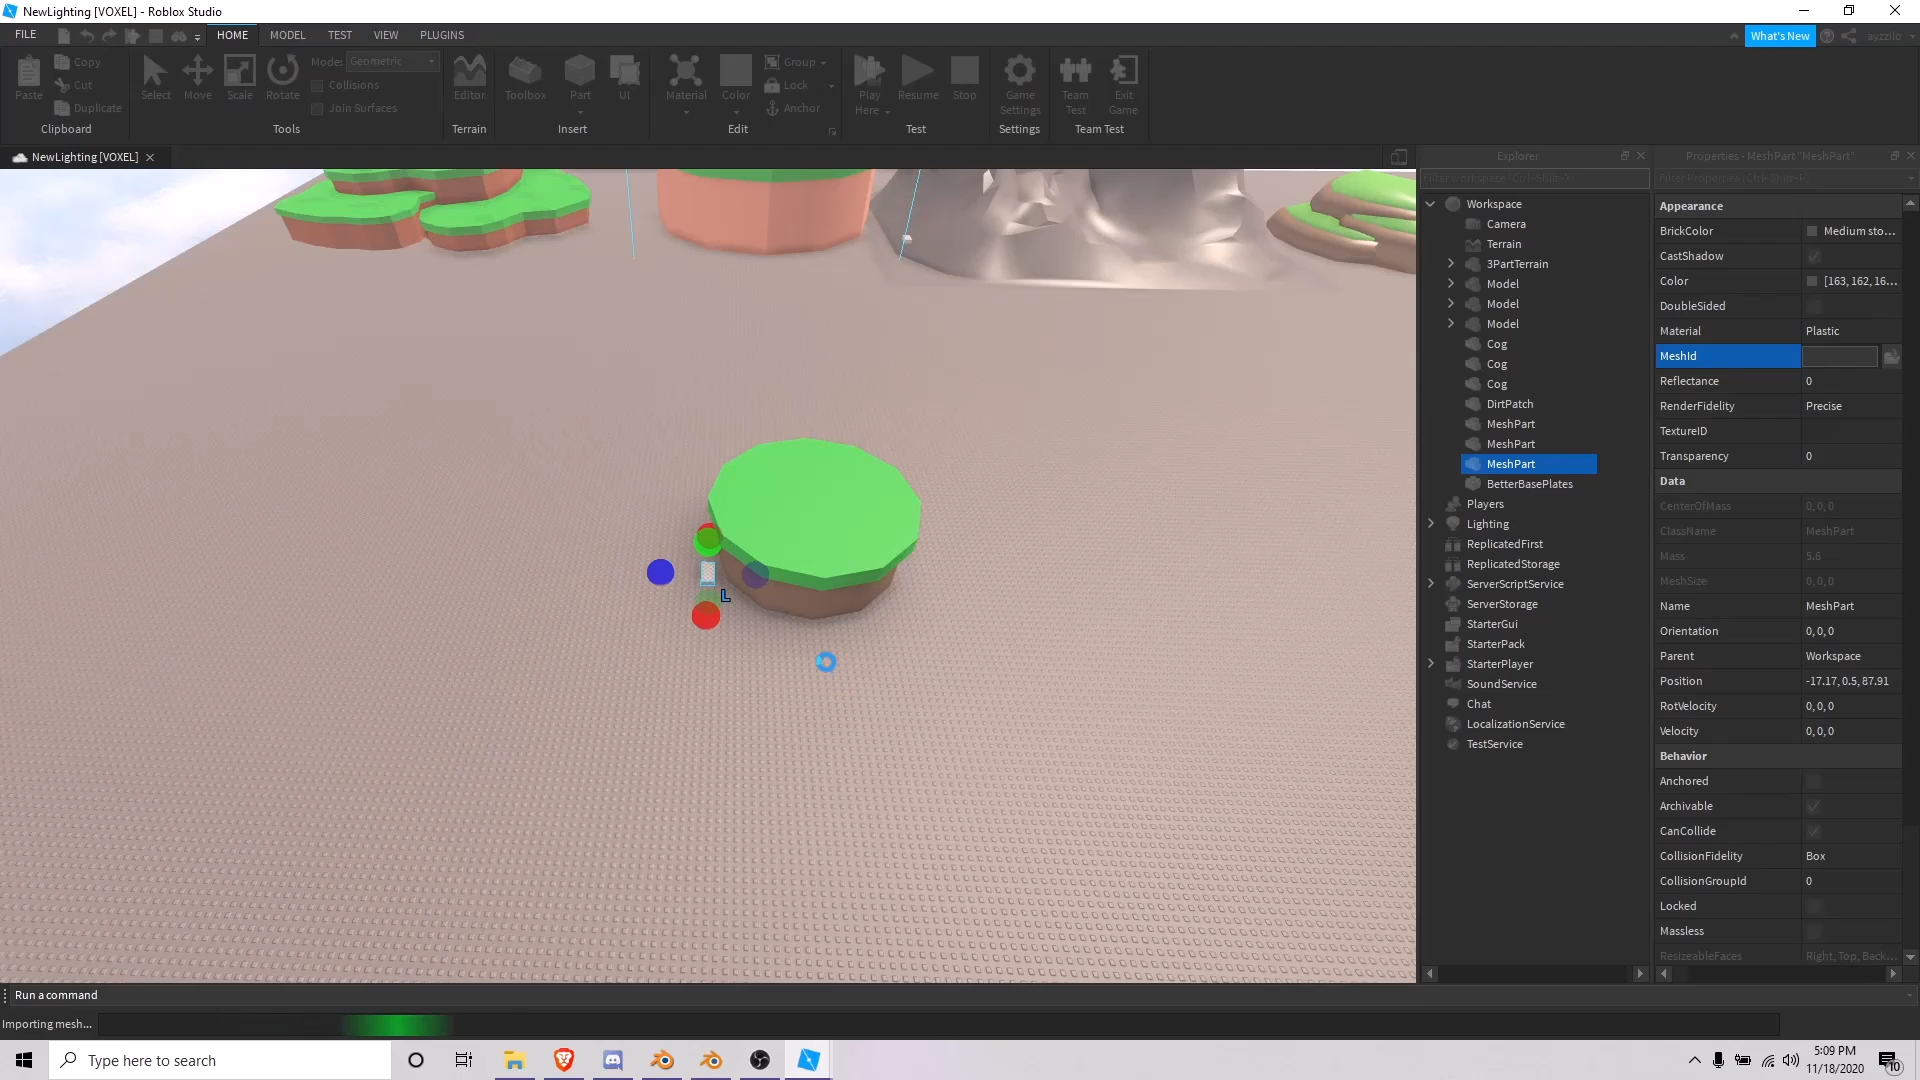 NewLighting [VOXEL] - Roblox Studio
FILE
HOME
MODEL
TEST
VIEW
PLUGINS
What's New
ayzzilo
Paste
Copy
Cut
Duplicate
Clipboard
Select
Move
Scale
Rotate
Mode:
Geometric
Collisions
Join Surfaces
Tools
Editor
Terrain
Toolbox
Part
UI
Insert
Material
Color
Group
Lock
Anchor
Edit
Play
Here
Resume
Stop
Test
Game
Settings
Settings
Team
Test
Exit
Game
Team Test
NewLighting [VOXEL]
Explorer
Filter workspace (Ctrl+Shift+X)
Workspace
Camera
Terrain
3PartTerrain
Model
Model
Model
Cog
Cog
Cog
DirtPatch
MeshPart
MeshPart
MeshPart
BetterBasePlates
Players
Lighting
ReplicatedFirst
ReplicatedStorage
ServerScriptService
ServerStorage
StarterGui
StarterPack
StarterPlayer
SoundService
Chat
LocalizationService
TestService
Properties - MeshPart "MeshPart"
Filter Properties (Ctrl+Shift+P)
Appearance
BrickColor Medium sto...
CastShadow
Color [163, 162, 16...
DoubleSided
Material Plastic
MeshId
Reflectance 0
RenderFidelity Precise
TextureID
Transparency 0
Data
CenterOfMass 0, 0, 0
ClassName MeshPart
Mass 5.6
MeshSize 0, 0, 0
Name MeshPart
Orientation 0, 0, 0
Parent Workspace
Position -17.17, 0.5, 87.91
RotVelocity 0, 0, 0
Velocity 0, 0, 0
Behavior
Anchored
Archivable
CanCollide
CollisionFidelity Box
CollisionGroupId 0
Locked
Massless
ResizeableFaces Right, Top, Back...
L
Run a command
Importing mesh...
Type here to search
5:09 PM
11/18/2020
10